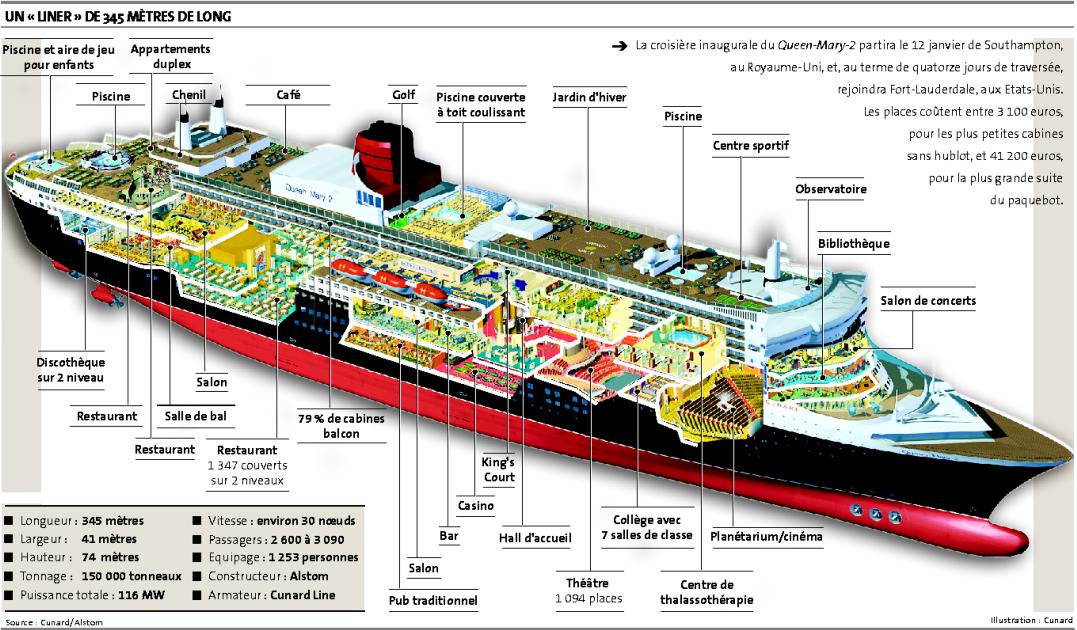 UN « LINER » DE 345 MÈTRES DE LONG
➔ La croisière inaugurale du Queen-Mary-2 partira le 12 janvier de Southampton,
au Royaume-Uni, et, au terme de quatorze jours de traversée,
rejoindra Fort-Lauderdale, aux Etats-Unis.
Les places coûtent entre 3 100 euros,
pour les plus petites cabines
sans hublot, et 41 200 euros,
pour la plus grande suite
du paquebot.
Piscine et aire de jeu
pour enfants
Appartements
duplex
Piscine
Chenil
Café
Golf
Piscine couverte
à toit coulissant
Jardin d'hiver
Piscine
Centre sportif
Observatoire
Bibliothèque
Salon de concerts
Queen Mary 2
Discothèque
sur 2 niveau
Restaurant
Restaurant
Salle de bal
Salon
Restaurant
1 347 couverts
sur 2 niveaux
79 % de cabines
balcon
Pub traditionnel
Salon
Bar
Casino
King's
Court
Hall d'accueil
Théâtre
1 094 places
Collège avec
7 salles de classe
Centre de
thalassothérapie
Planétarium/cinéma
■ Longueur : 345 mètres
■ Largeur : 41 mètres
■ Hauteur : 74 mètres
■ Tonnage : 150 000 tonneaux
■ Puissance totale : 116 MW
■ Vitesse : environ 30 nœuds
■ Passagers : 2 600 à 3 090
■ Equipage : 1 253 personnes
■ Constructeur : Alstom
■ Armateur : Cunard Line
Source : Cunard/Alstom
Illustration : Cunard